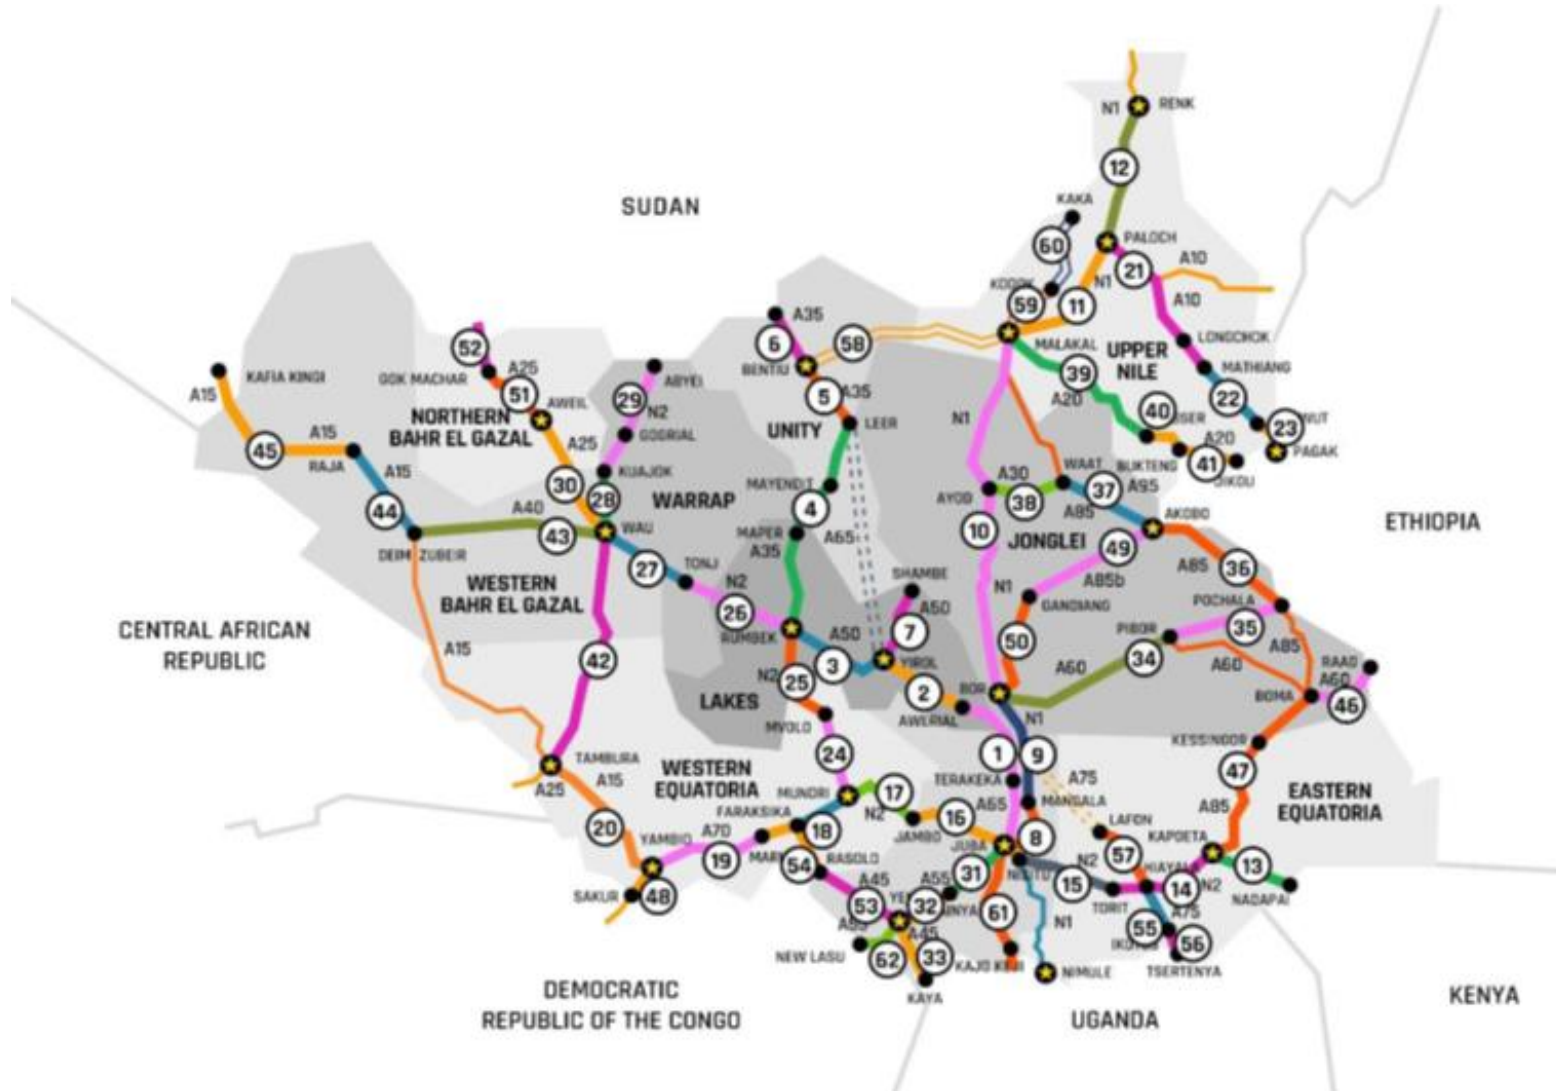 N1
RENK
12
KAKA
SUDAN
60
PALOCH
21
A10
59
11
N1
A10
A35
6
58
MALAKAL
UPPER
NILE
LONGCHOK
52
A25
BENTIU
39
MATHIANG
KAFIA KINGI
GOK MACHAR
51
AWEIL
29
ABYEI
5
A35
A15
NORTHERN
BAHR EL GAZAL
N2
GOGRIAL
UNITY
LEER
N1
A20
40
22
23
45
A15
RAJA
A25
A20
PAGAK
A15
30
28
KUAJOK
WARRAP
MAYENDIT
4
AYOD
A30
38
WAAT
37
A95
41
44
A40
43
WAU
MAPER
A35
A65
10
A85
AKOBO
ETHIOPIA
DEIM ZUBEIR
27
TONJ
JONGLEI
49
A85
36
WESTERN
BAHR EL GAZAL
N2
26
SHAMBE
A50
7
N1
GANDIANG
A85b
POCHALA
CENTRAL AFRICAN
REPUBLIC
A15
42
RUMBEK
A50
3
YIROL
50
PIBOR
35
34
A85
A60
A60
RAAD
A60
N2
25
LAKES
2
BOR
BOMA
46
MVOLO
AWERIAL
N1
24
1
9
KESSINGOR
TAMBURA
WESTERN
EQUATORIA
TERAKEKA
A75
47
EASTERN
EQUATORIA
A25
A15
MUNDRI
17
N2
A65
MANGALA
LAFON
A85
20
FARAKSIKA
18
JAMBO
16
JUBA
8
KAPOETA
YAMBIO
A70
19
54
RASOLO
31
N2
57
14
N2
13
SAKUR
48
A45
53
A55
32
15
TORIT
NADAPAI
61
N1
A75
55
56
A45
NEW LASU
62
33
NIMULE
TSERTENYA
KAYA
DEMOCRATIC
REPUBLIC OF THE CONGO
UGANDA
KENYA